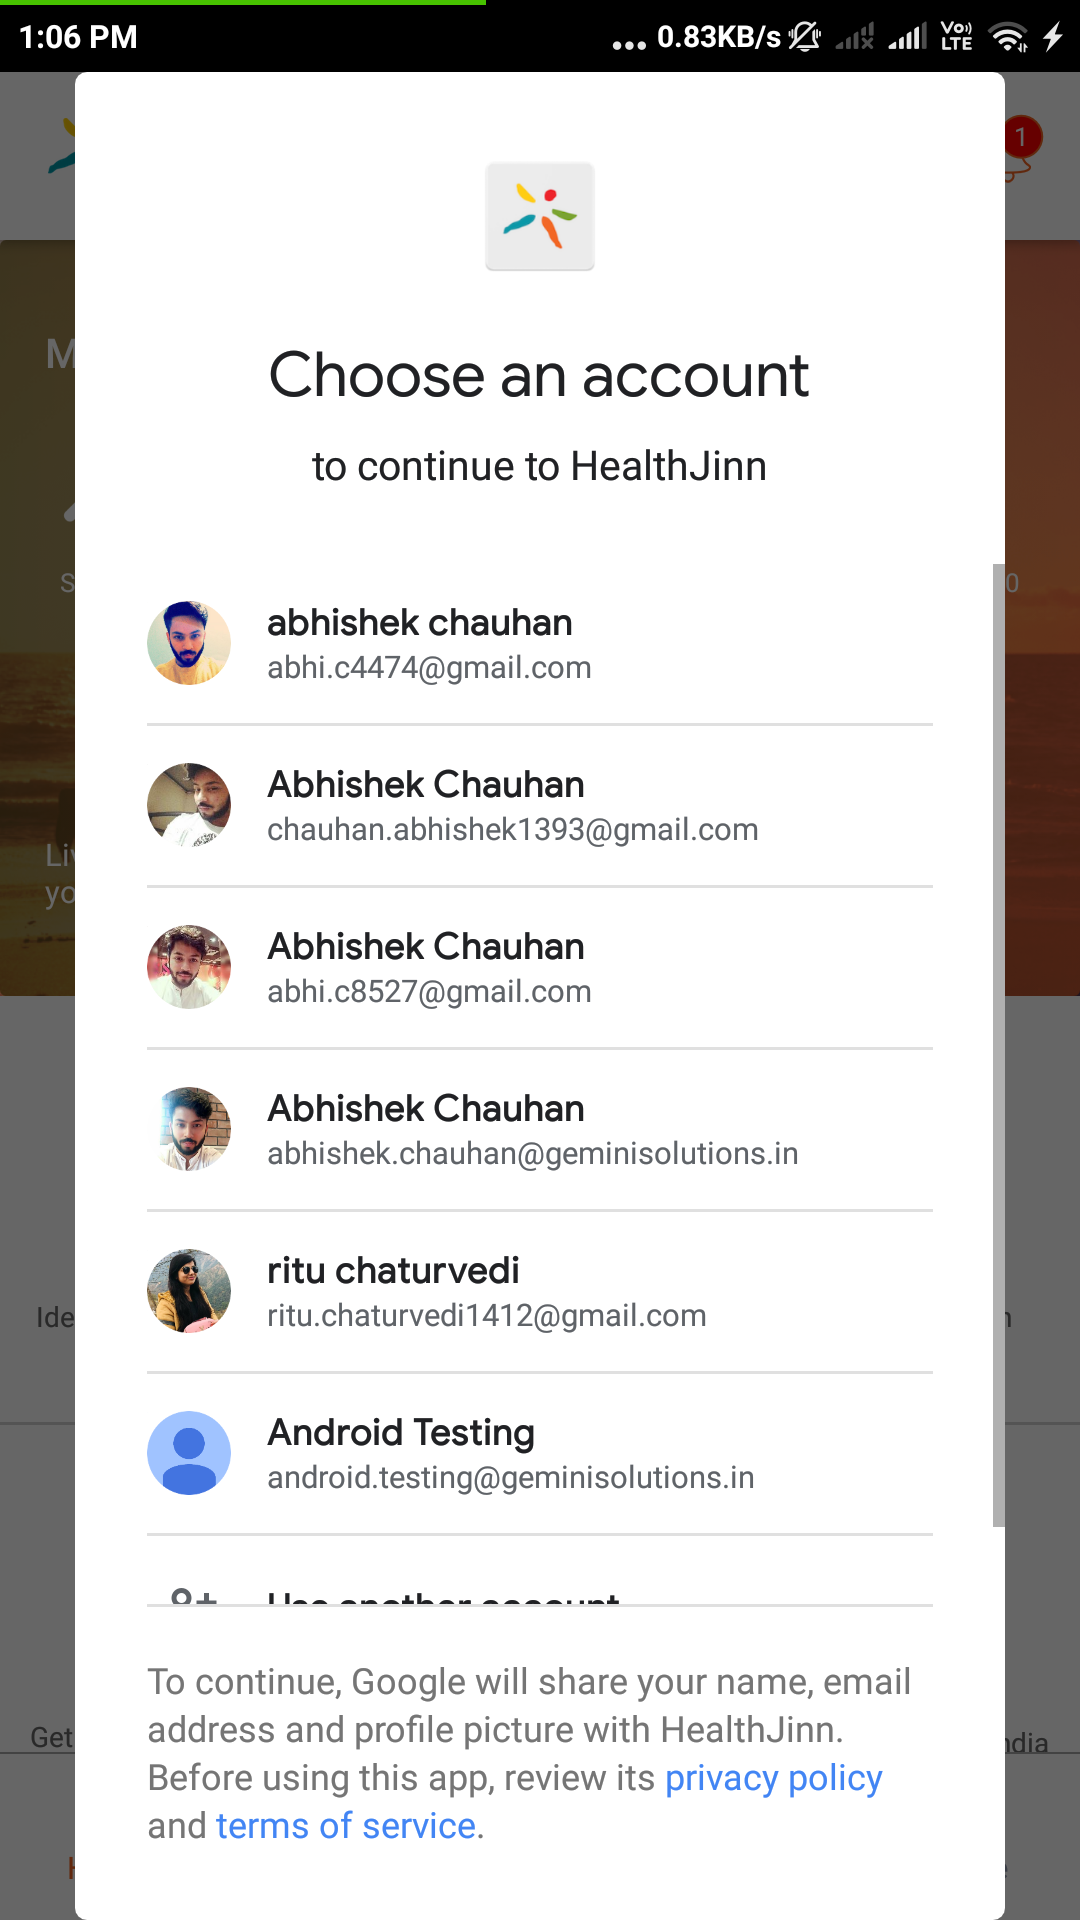 1:06 PM
... 0.83KB/s
Vo))
LTE
1
Choose an account
to continue to HealthJinn
abhishek chauhan
abhi.c4474@gmail.com
Abhishek Chauhan
chauhan.abhishek1393@gmail.com
Abhishek Chauhan
abhi.c8527@gmail.com
Abhishek Chauhan
abhishek.chauhan@geminisolutions.in
ritu chaturvedi
ritu.chaturvedi1412@gmail.com
Android Testing
android.testing@geminisolutions.in
Use another account
To continue, Google will share your name, email
address and profile picture with HealthJinn.
Before using this app, review its privacy policy
and terms of service.
Get